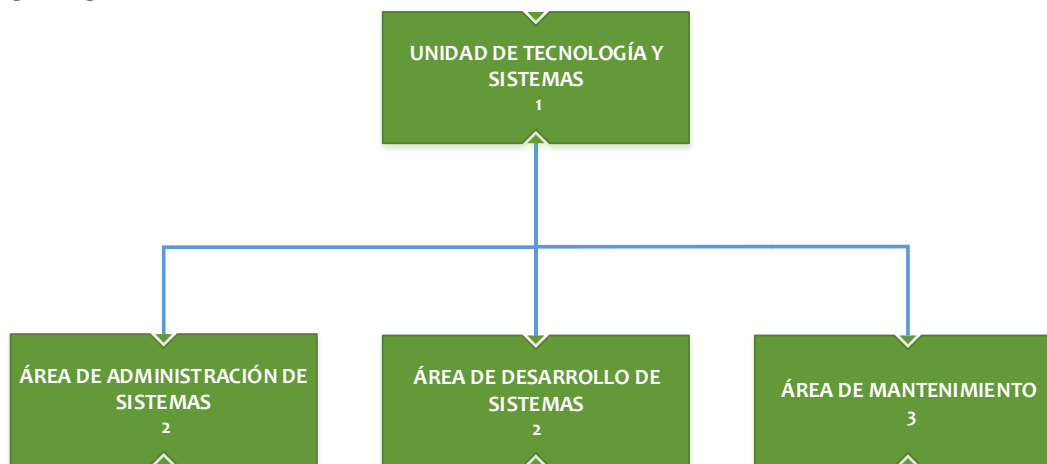 UNIDAD DE TECNOLOGÍA Y
SISTEMAS
1
ÁREA DE ADMINISTRACIÓN DE
SISTEMAS
2
ÁREA DE DESARROLLO DE
SISTEMAS
2
ÁREA DE MANTENIMIENTO
3